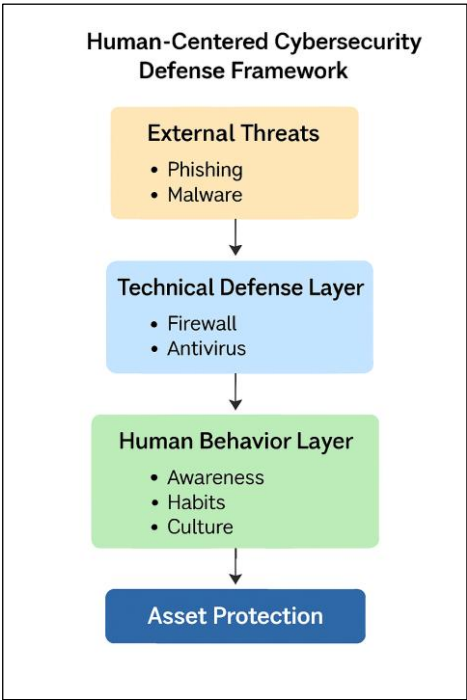 Human-Centered Cybersecurity
Defense Framework
External Threats
• Phishing
• Malware
Technical Defense Layer
• Firewall
• Antivirus
Human Behavior Layer
• Awareness
• Habits
• Culture
Asset Protection